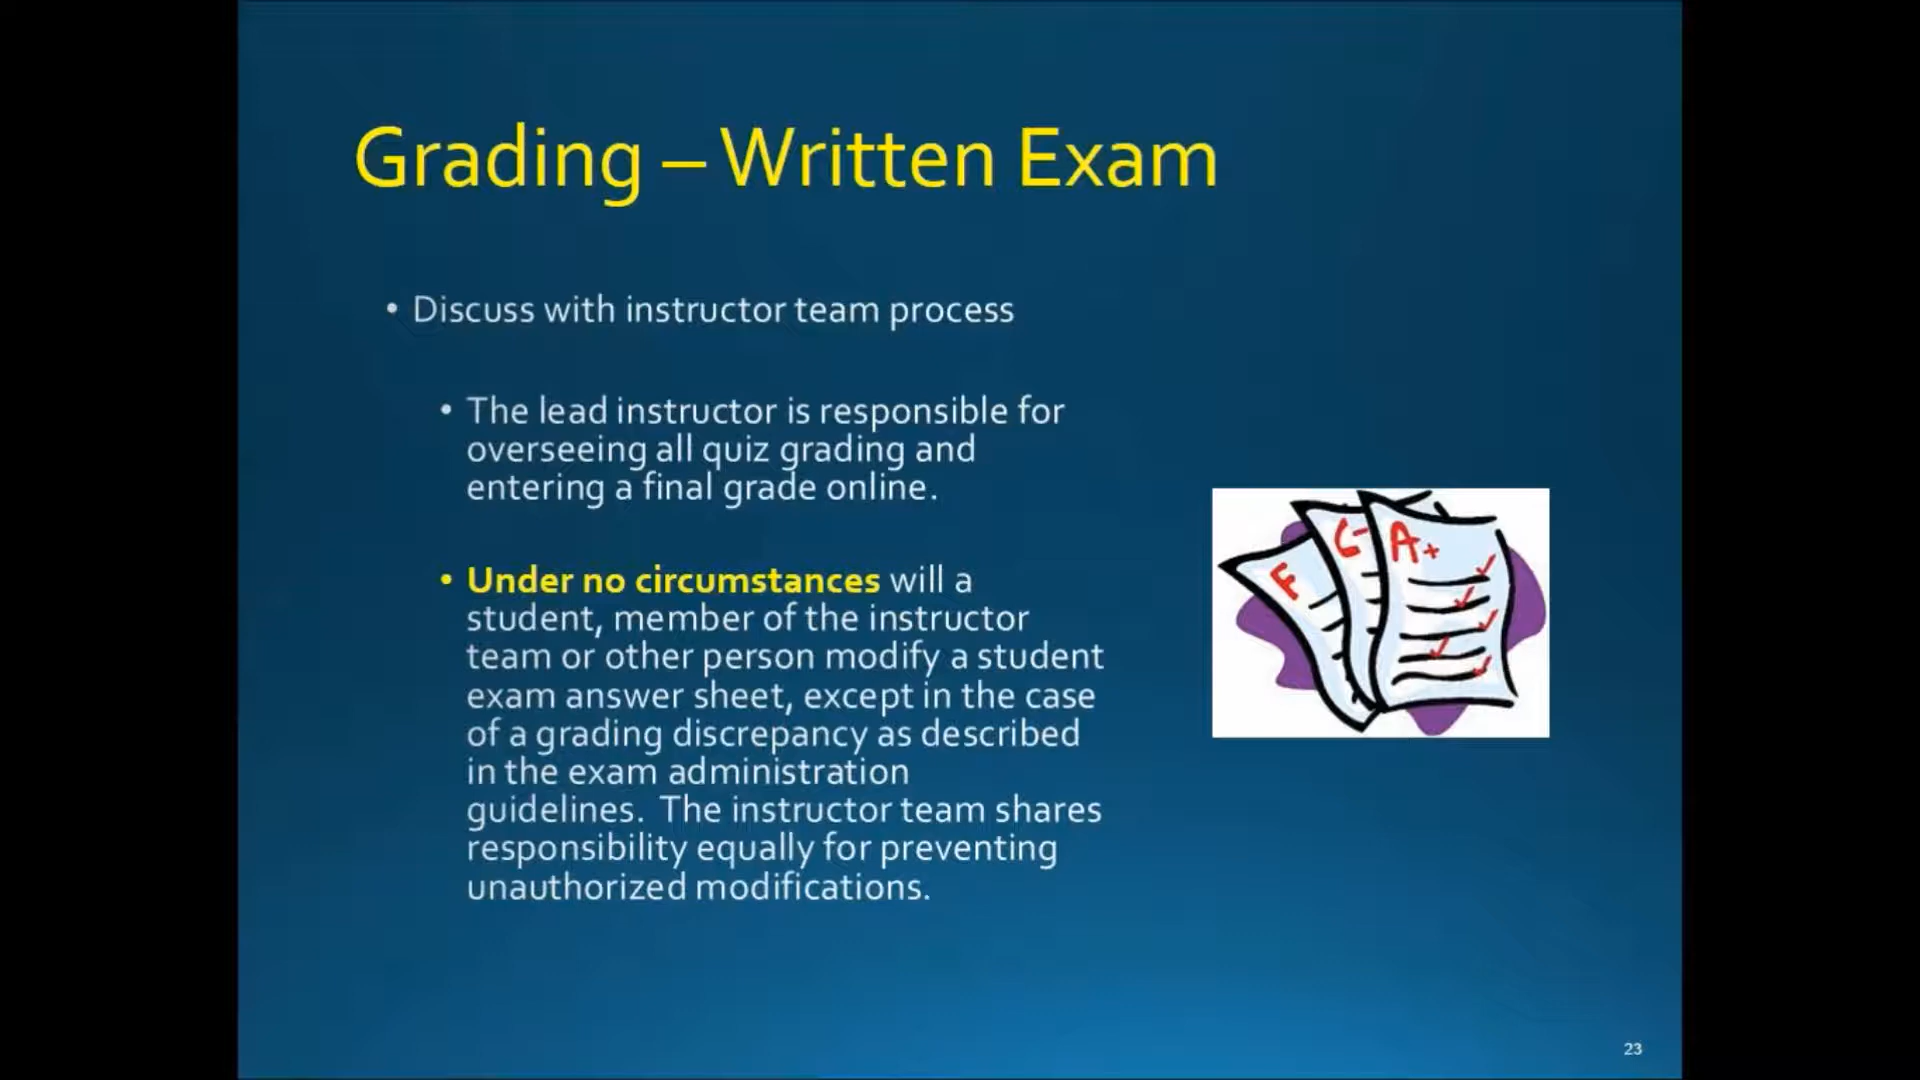 Grading – Written Exam
• Discuss with instructor team process
• The lead instructor is responsible for
overseeing all quiz grading and
entering a final grade online.
• Under no circumstances will a
student, member of the instructor
team or other person modify a student
exam answer sheet, except in the case
of a grading discrepancy as described
in the exam administration
guidelines.  The instructor team shares
responsibility equally for preventing
unauthorized modifications.
F
C-
A+
23